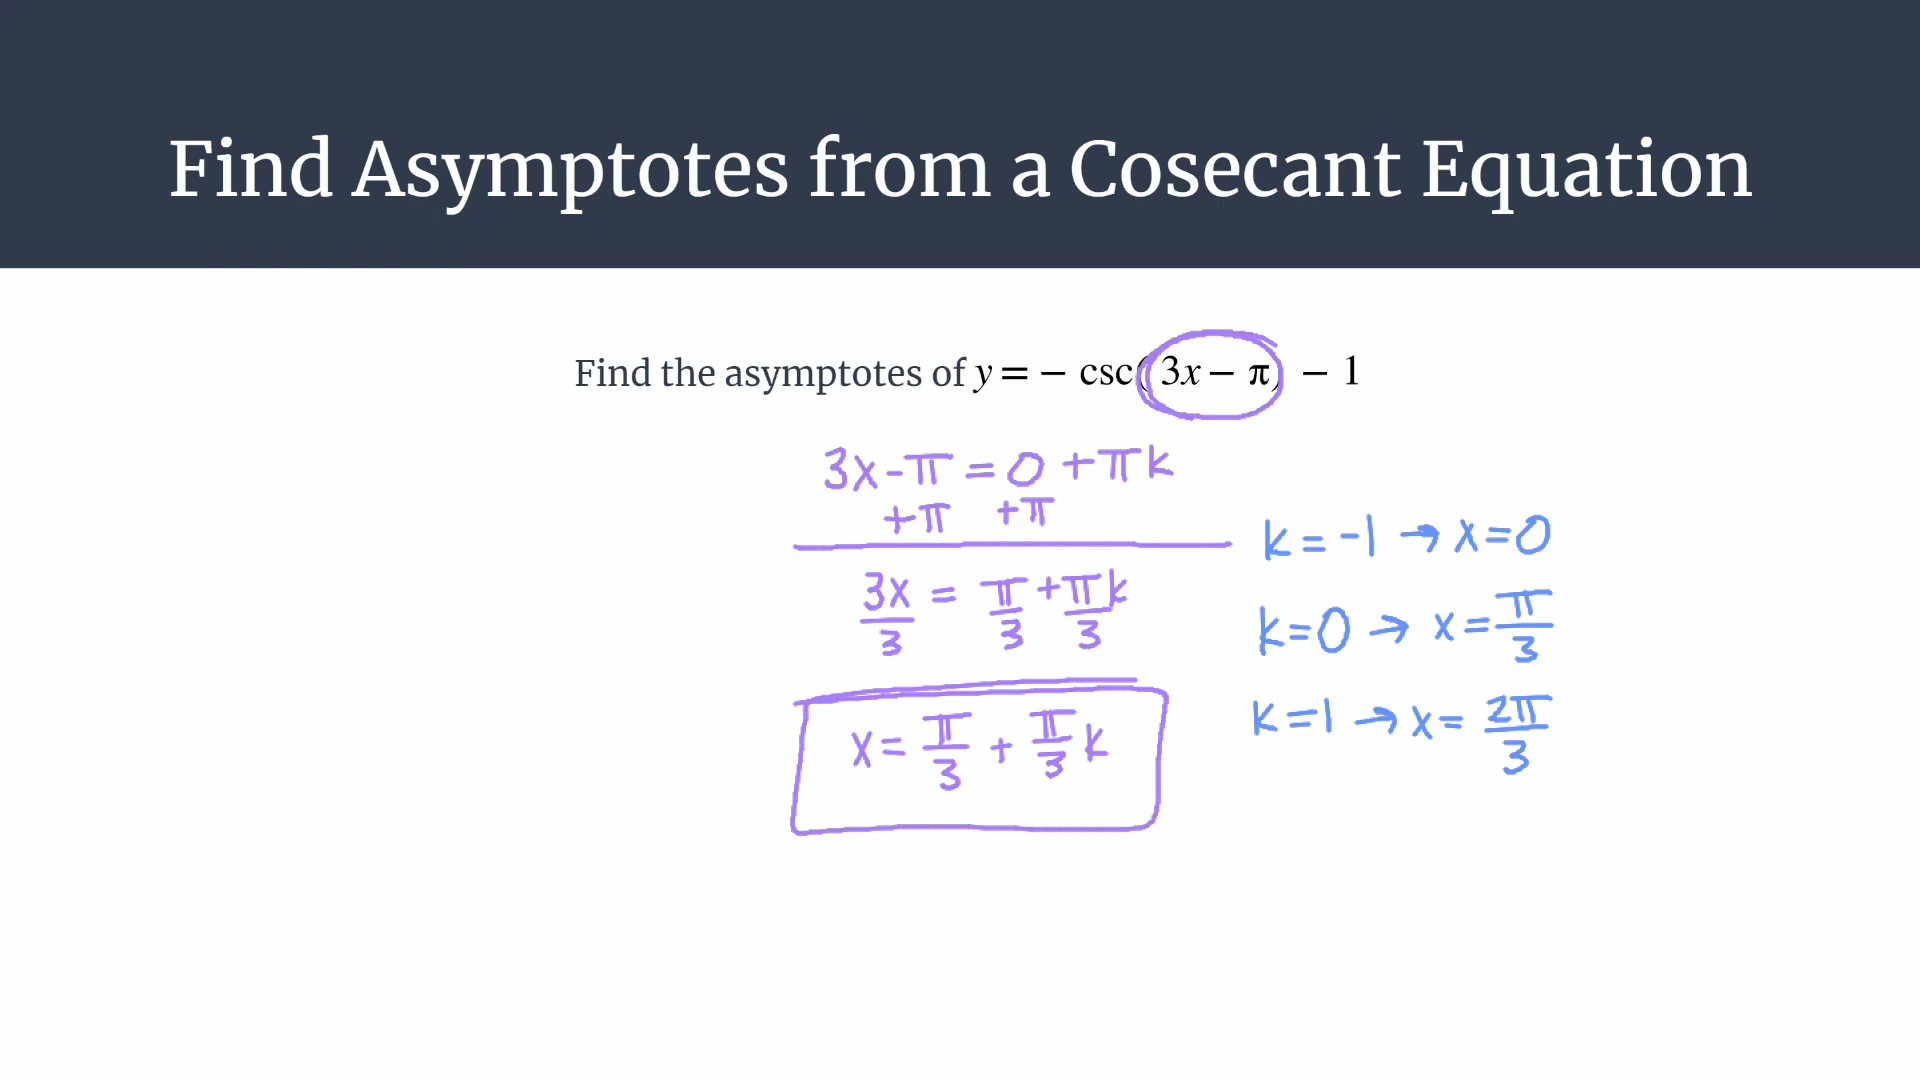 Find Asymptotes from a Cosecant Equation
Find the asymptotes of y = − csc(3x − π) − 1
3x - π = 0 + πk
+π +π
3x/3 = π/3 + πk/3
x = π/3 + π/3 k
k = -1 → x = 0
k = 0 → x = π/3
k = 1 → x = 2π/3